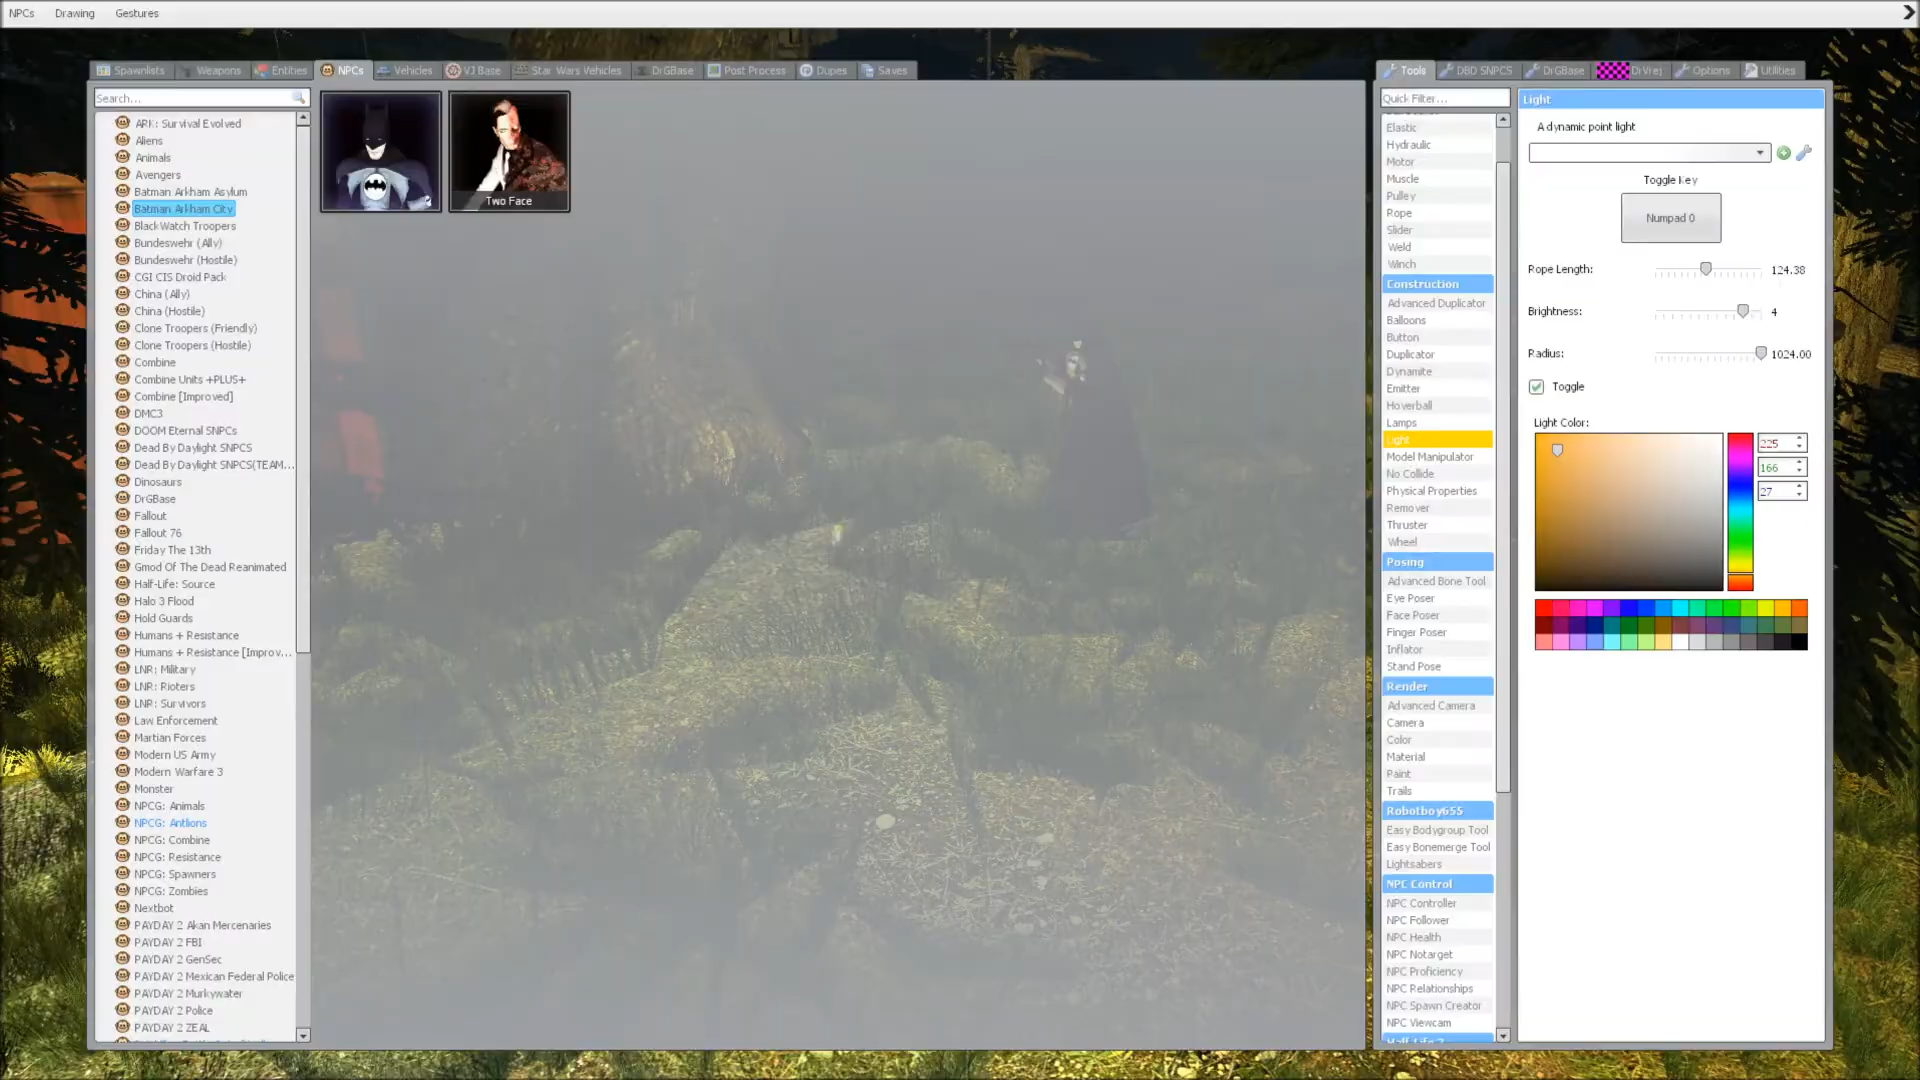 NPCs Drawing Gestures
Spawnlists Weapons Entities NPCs Vehicles VJ Base Star Wars Vehicles DrGBase Post Process Dupes Saves
Search...
ARK: Survival Evolved
Aliens
Animals
Avengers
Batman Arkham Asylum
Batman Arkham City
BlackWatch Troopers
Bundeswehr (Ally)
Bundeswehr (Hostile)
CGI CIS Droid Pack
China (Ally)
China (Hostile)
Clone Troopers (Friendly)
Clone Troopers (Hostile)
Combine
Combine Units +PLUS+
Combine [Improved]
DMC3
DOOM Eternal SNPCs
Dead By Daylight SNPCS
Dead By Daylight SNPCS(TEAM...
Dinosaurs
DrGBase
Fallout
Fallout 76
Friday The 13th
Gmod Of The Dead Reanimated
Half-Life: Source
Halo 3 Flood
Hold Guards
Humans + Resistance
Humans + Resistance [Improv...
LNR: Military
LNR: Rioters
LNR: Survivors
Law Enforcement
Martian Forces
Modern US Army
Modern Warfare 3
Monster
NPCG: Animals
NPCG: Antlions
NPCG: Combine
NPCG: Resistance
NPCG: Spawners
NPCG: Zombies
Nextbot
PAYDAY 2 Akan Mercenaries
PAYDAY 2 FBI
PAYDAY 2 GenSec
PAYDAY 2 Mexican Federal Police
PAYDAY 2 Murkywater
PAYDAY 2 Police
PAYDAY 2 ZEAL
Two Face
Tools DBD SNPCS DrGBase Options Utilities
Quick Filter...
Elastic
Hydraulic
Motor
Muscle
Pulley
Rope
Slider
Weld
Winch
Construction
Advanced Duplicator
Balloons
Button
Duplicator
Dynamite
Emitter
Hoverball
Lamps
Light
Model Manipulator
No Collide
Physical Properties
Remover
Thruster
Wheel
Posing
Advanced Bone Tool
Eye Poser
Face Poser
Finger Poser
Inflator
Stand Pose
Render
Advanced Camera
Camera
Color
Material
Paint
Trails
Robotboy655
Easy Bodygroup Tool
Easy Bonemerge Tool
Lightsabers
NPC Control
NPC Controller
NPC Follower
NPC Health
NPC Notarget
NPC Proficiency
NPC Relationships
NPC Spawn Creator
NPC Viewcam
Half-Life 2
Light
A dynamic point light
Toggle Key
Numpad 0
Rope Length: 124.38
Brightness: 4
Radius: 1024.00
Toggle
Light Color:
225
166
27